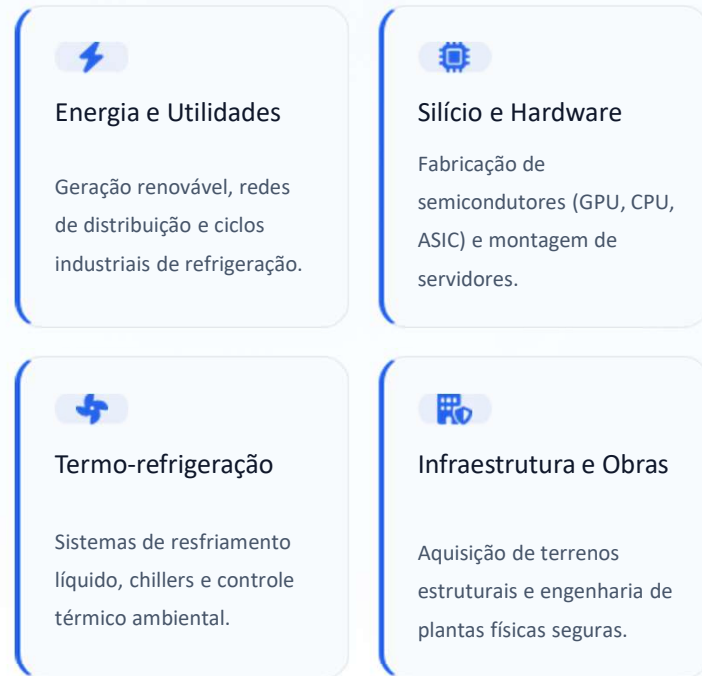 Energia e Utilidades
Geração renovável, redes
de distribuição e ciclos
industriais de refrigeração.
Silício e Hardware
Fabricação de
semicondutores (GPU, CPU,
ASIC) e montagem de
servidores.
Termo-refrigeração
Sistemas de resfriamento
líquido, chillers e controle
térmico ambiental.
Infraestrutura e Obras
Aquisição de terrenos
estruturais e engenharia de
plantas físicas seguras.